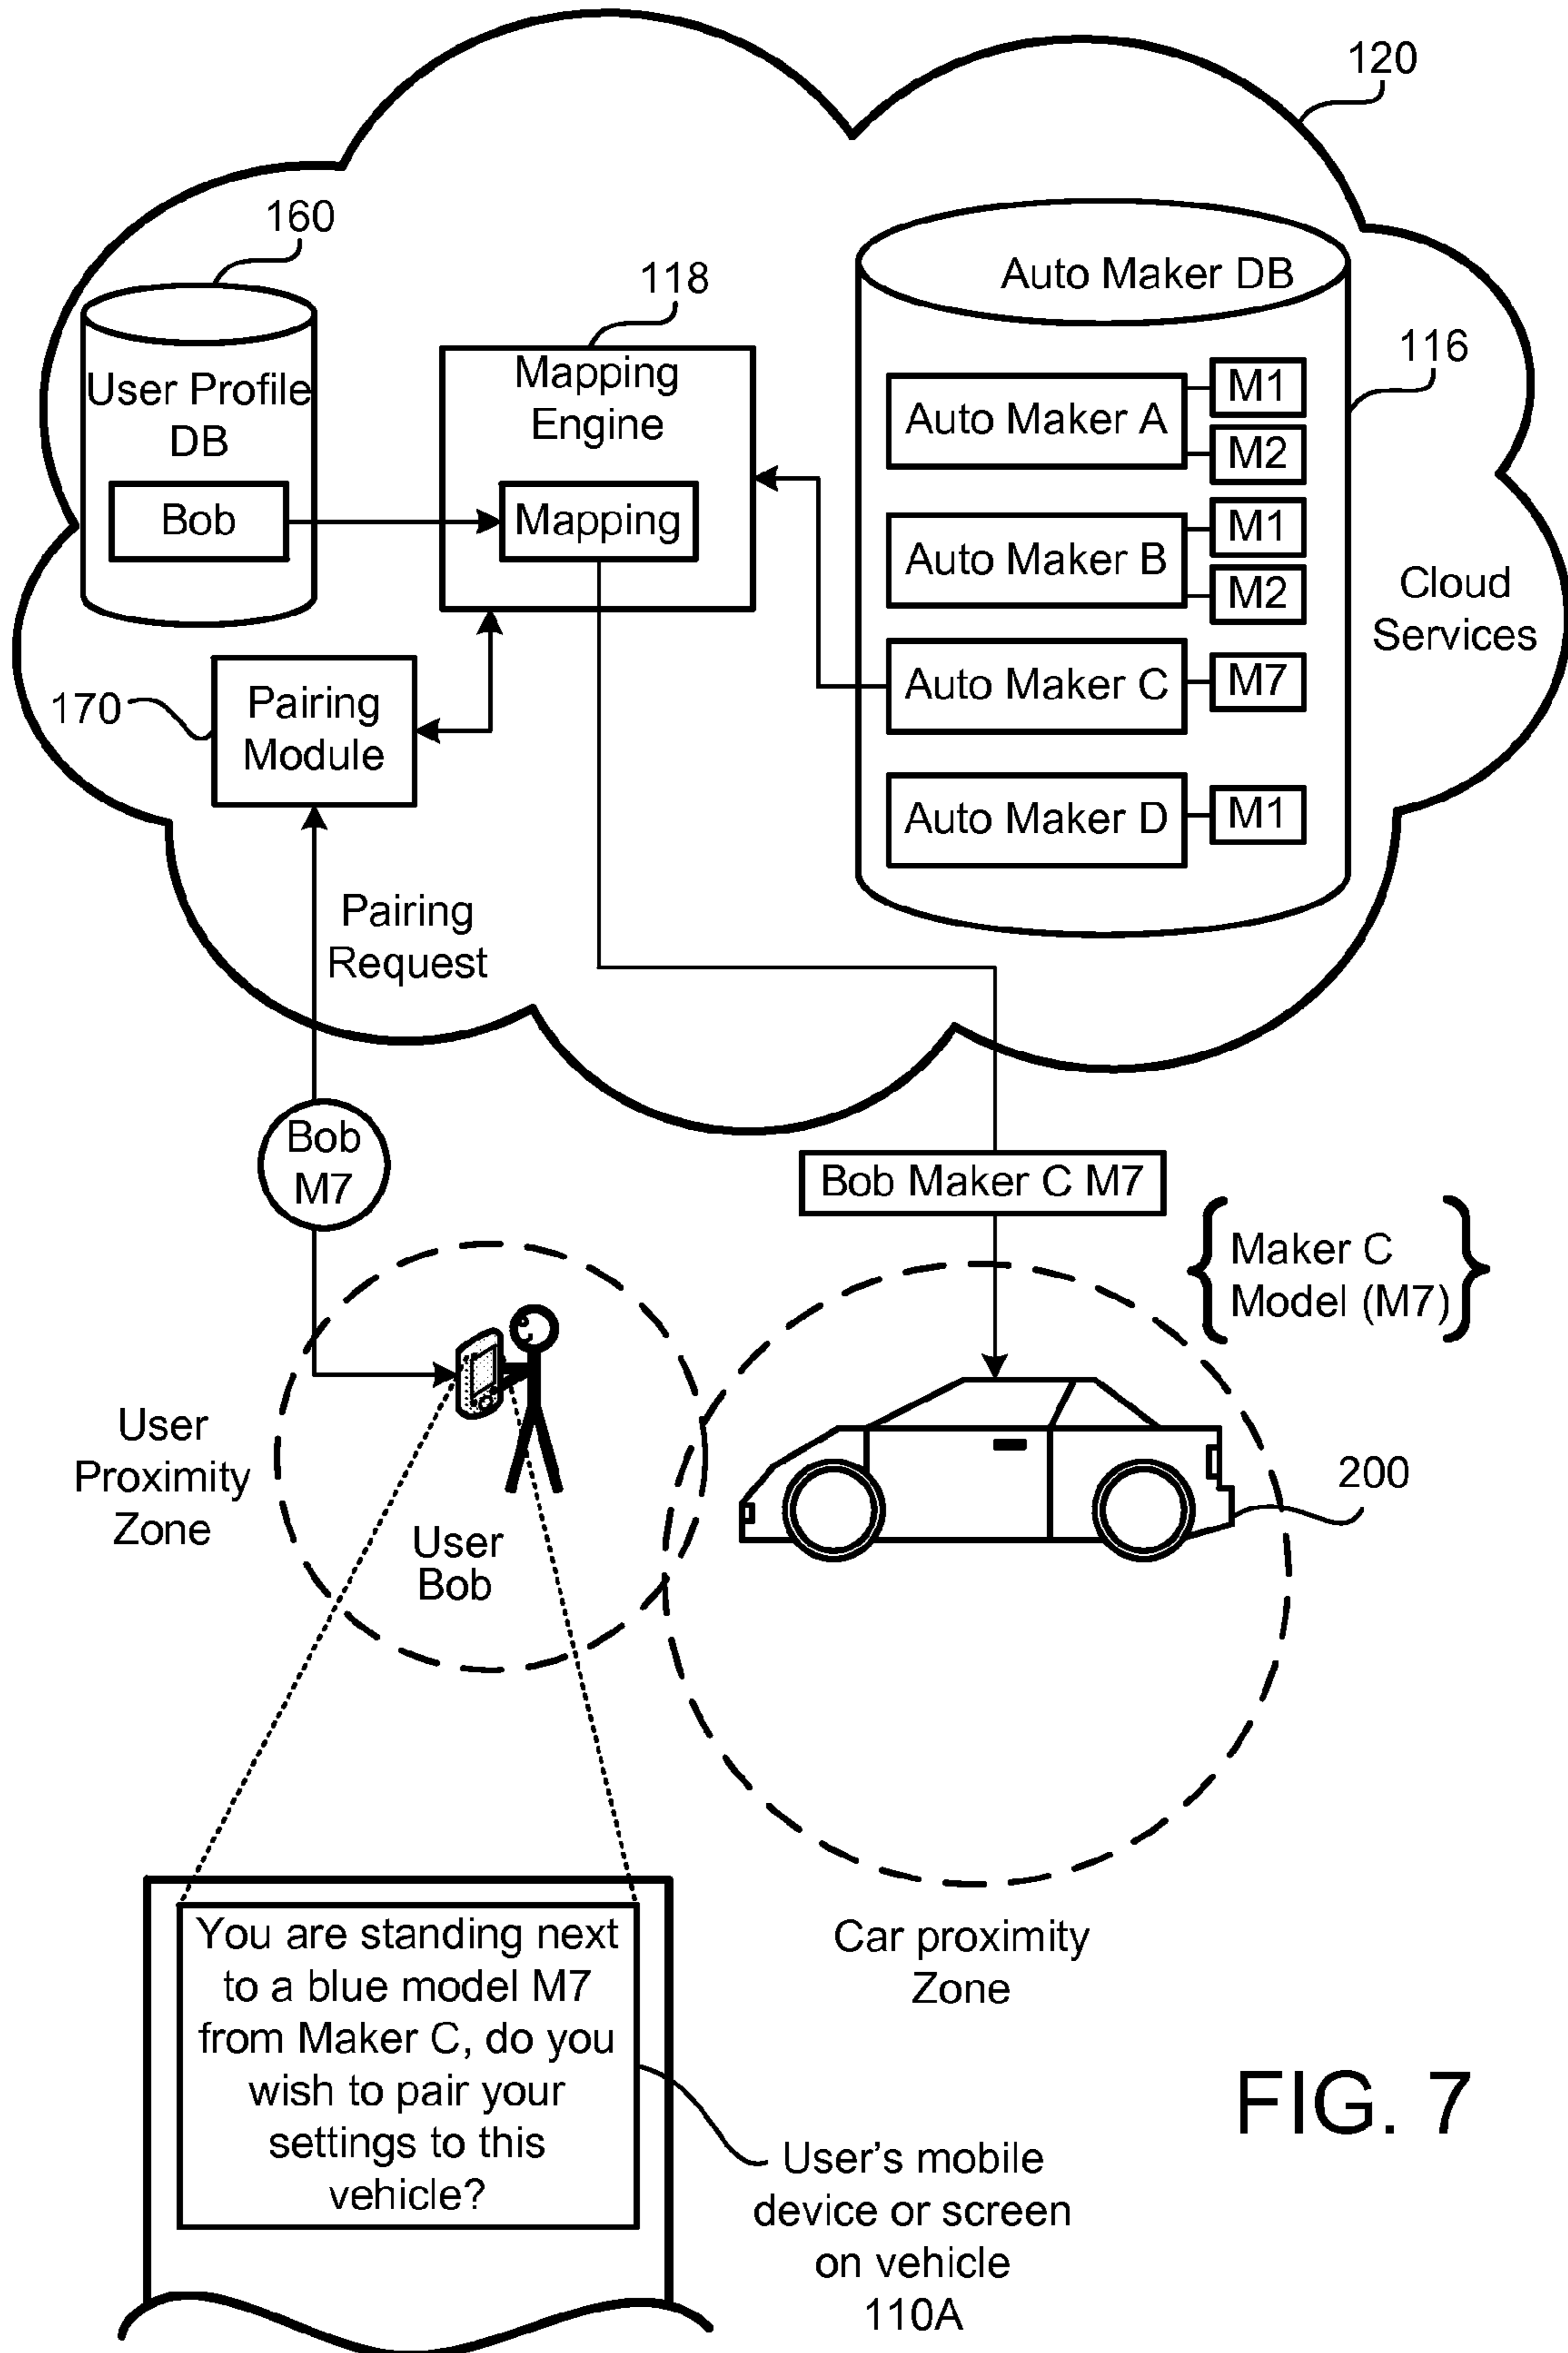 120
160
118
Auto Maker DB
116
User Profile
DB
Bob
Mapping
Engine
Mapping
Auto Maker A
M1
M2
Auto Maker B
M1
M2
Auto Maker C
M7
Auto Maker D
M1
Cloud
Services
170
Pairing
Module
Pairing
Request
Bob
M7
Bob Maker C M7
Maker C
Model (M7)
User
Proximity
Zone
User
Bob
200
Car proximity
Zone
You are standing next
to a blue model M7
from Maker C, do you
wish to pair your
settings to this
vehicle?
User's mobile
device or screen
on vehicle
110A
FIG. 7